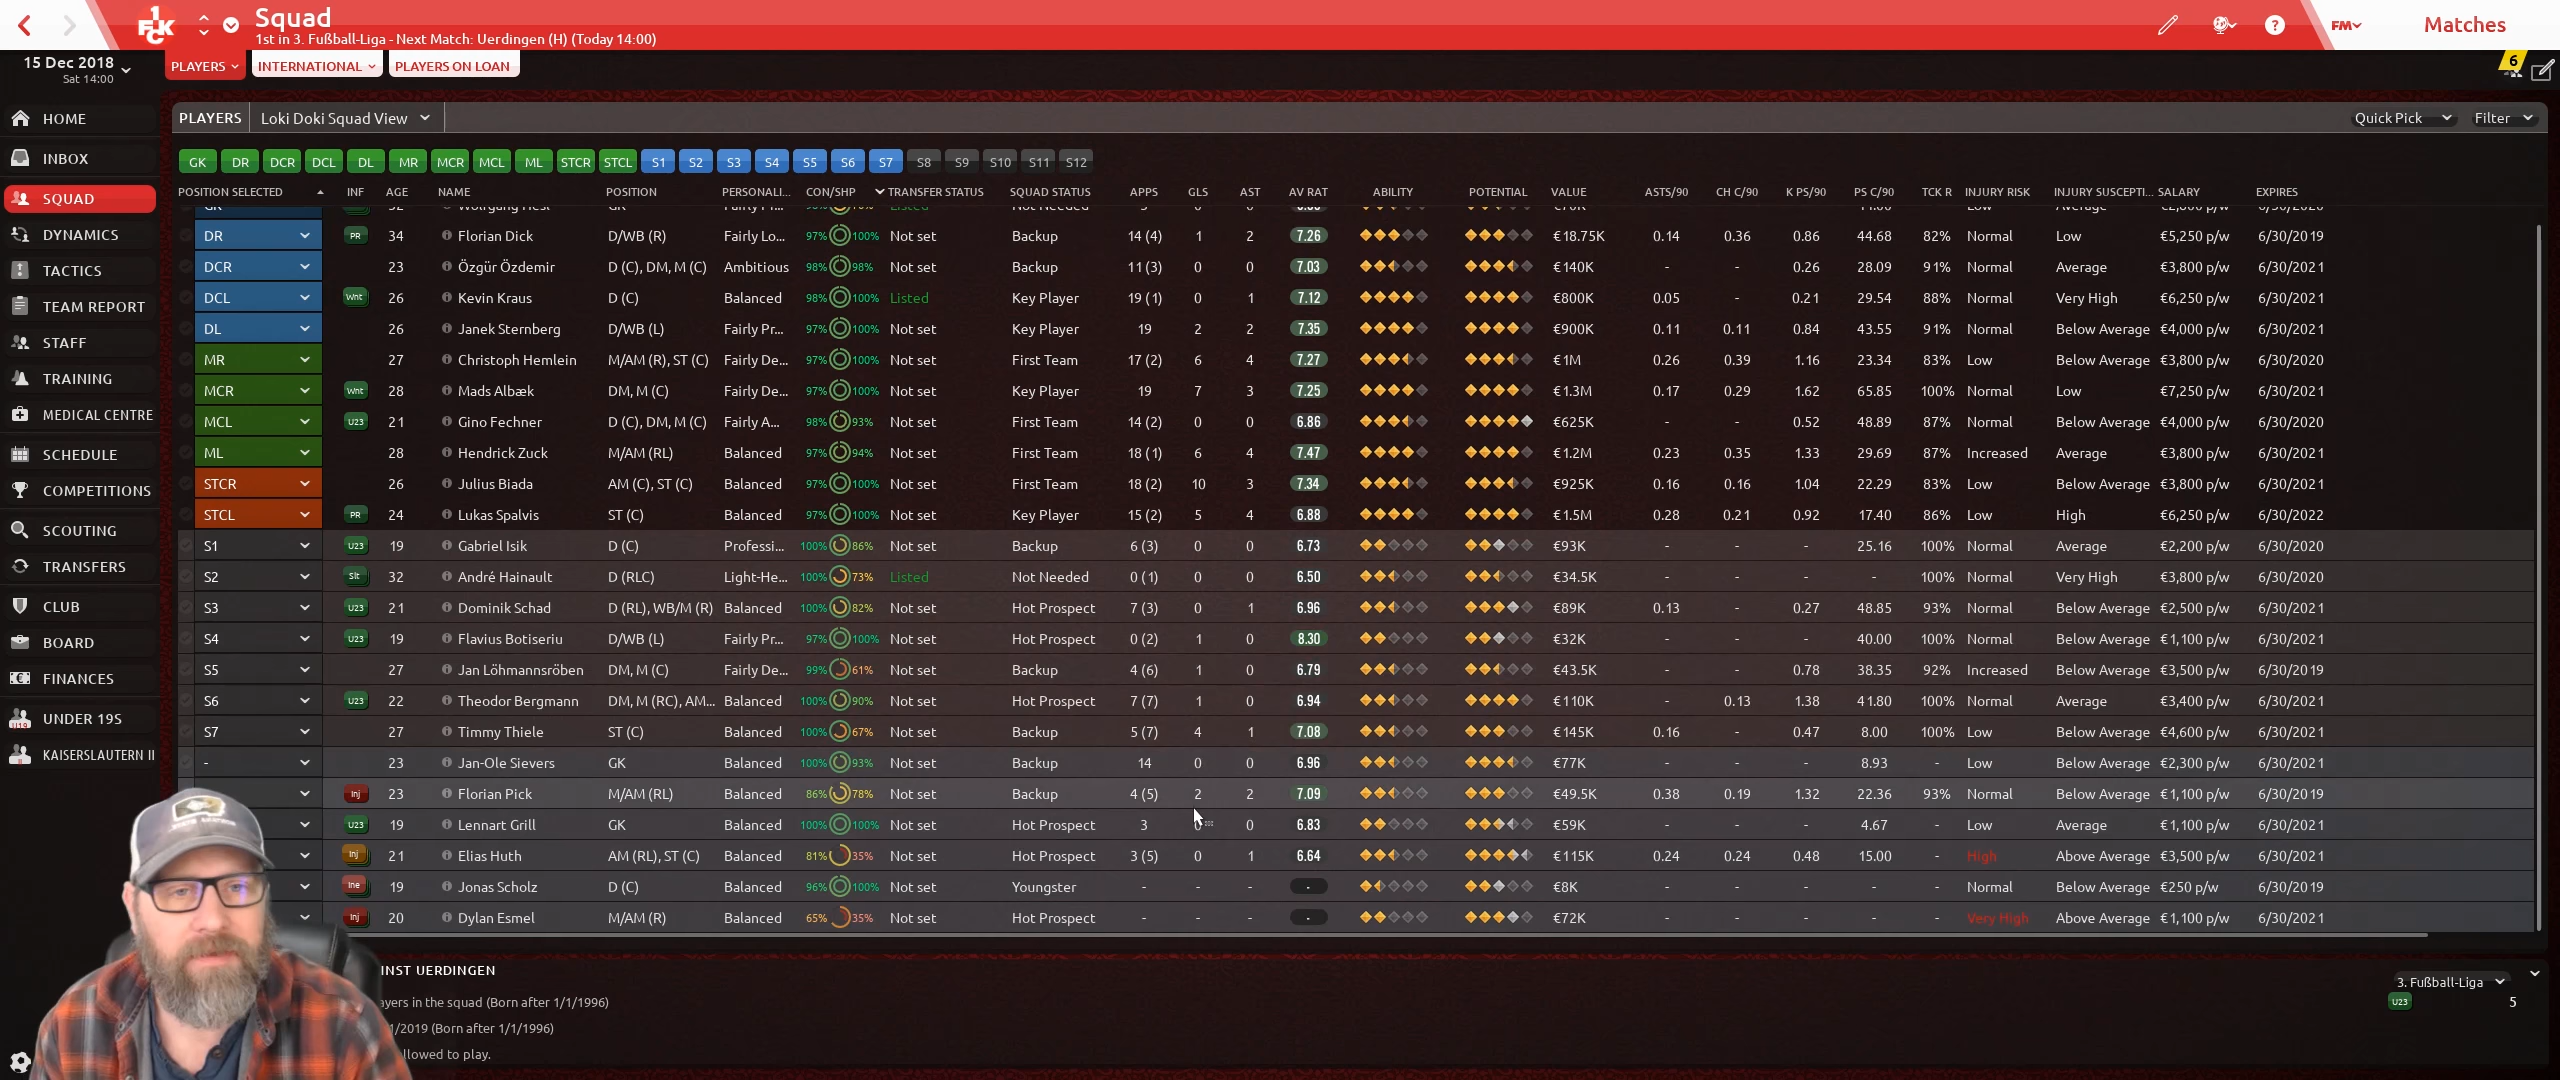 Squad
1st in 3. Fußball-Liga - Next Match: Uerdingen (H) (Today 14:00)
FM
Matches
15 Dec 2018
Sat 14:00
PLAYERS INTERNATIONAL PLAYERS ON LOAN
6
HOME
INBOX
SQUAD
DYNAMICS
TACTICS
TEAM REPORT
STAFF
TRAINING
MEDICAL CENTRE
SCHEDULE
COMPETITIONS
SCOUTING
TRANSFERS
CLUB
BOARD
FINANCES
UNDER 19S
KAISERSLAUTERN II
PLAYERS Loki Doki Squad View Quick Pick Filter
GK DR DCR DCL DL MR MCR MCL ML STCR STCL S1 S2 S3 S4 S5 S6 S7 S8 S9 S10 S11 S12
POSITION SELECTED INF AGE NAME POSITION PERSONALI... CON/SHP TRANSFER STATUS SQUAD STATUS APPS GLS AST AV RAT ABILITY POTENTIAL VALUE ASTS/90 CH C/90 K PS/90 PS C/90 TCK R INJURY RISK INJURY SUSCEPTI... SALARY EXPIRES
DR PR 34 Florian Dick D/WB (R) Fairly Lo... 97% 100% Not set Backup 14 (4) 1 2 7.26 €18.75K 0.14 0.36 0.86 44.68 82% Normal Low €5,250 p/w 6/30/2019
DCR 23 Özgür Özdemir D (C), DM, M (C) Ambitious 98% 98% Not set Backup 11 (3) 0 0 7.03 €140K - - 0.26 28.09 91% Normal Average €3,800 p/w 6/30/2021
DCL Wnt 26 Kevin Kraus D (C) Balanced 98% 100% Listed Key Player 19 (1) 0 1 7.12 €800K 0.05 - 0.21 29.54 88% Normal Very High €6,250 p/w 6/30/2021
DL 26 Janek Sternberg D/WB (L) Fairly Pr... 97% 100% Not set Key Player 19 2 2 7.35 €900K 0.11 0.11 0.84 43.55 91% Normal Below Average €4,000 p/w 6/30/2021
MR 27 Christoph Hemlein M/AM (R), ST (C) Fairly De... 97% 100% Not set First Team 17 (2) 6 4 7.27 €1M 0.26 0.39 1.16 23.34 83% Low Below Average €3,800 p/w 6/30/2020
MCR Wnt 28 Mads Albæk DM, M (C) Fairly De... 97% 100% Not set Key Player 19 7 3 7.25 €1.3M 0.17 0.29 1.62 65.85 100% Normal Low €7,250 p/w 6/30/2021
MCL U23 21 Gino Fechner D (C), DM, M (C) Fairly A... 98% 93% Not set First Team 14 (2) 0 0 6.86 €625K - - 0.52 48.89 87% Normal Below Average €4,000 p/w 6/30/2020
ML 28 Hendrick Zuck M/AM (RL) Balanced 97% 94% Not set First Team 18 (1) 6 4 7.47 €1.2M 0.23 0.35 1.33 29.69 87% Increased Average €3,800 p/w 6/30/2021
STCR 26 Julius Biada AM (C), ST (C) Balanced 97% 100% Not set First Team 18 (2) 10 3 7.34 €925K 0.16 0.16 1.04 22.29 83% Low Below Average €3,800 p/w 6/30/2021
STCL PR 24 Lukas Spalvis ST (C) Balanced 97% 100% Not set Key Player 15 (2) 5 4 6.88 €1.5M 0.28 0.21 0.92 17.40 86% Low High €6,250 p/w 6/30/2022
S1 U23 19 Gabriel Isik D (C) Professi... 100% 86% Not set Backup 6 (3) 0 0 6.73 €93K - - - 25.16 100% Normal Average €2,200 p/w 6/30/2020
S2 Slt 32 André Hainault D (RLC) Light-He... 100% 73% Listed Not Needed 0 (1) 0 0 6.50 €34.5K - - - - 100% Normal Very High €3,800 p/w 6/30/2020
S3 U23 21 Dominik Schad D (RL), WB/M (R) Balanced 100% 82% Not set Hot Prospect 7 (3) 0 1 6.96 €89K 0.13 - 0.27 48.85 93% Normal Below Average €2,500 p/w 6/30/2021
S4 U23 19 Flavius Botiseriu D/WB (L) Fairly Pr... 97% 100% Not set Hot Prospect 0 (2) 1 0 8.30 €32K - - - 40.00 100% Normal Below Average €1,100 p/w 6/30/2021
S5 27 Jan Löhmannsröben DM, M (C) Fairly De... 99% 61% Not set Backup 4 (6) 1 0 6.79 €43.5K - - 0.78 38.35 92% Increased Below Average €3,500 p/w 6/30/2019
S6 U23 22 Theodor Bergmann DM, M (RC), AM... Balanced 100% 90% Not set Hot Prospect 7 (7) 1 0 6.94 €110K - 0.13 1.38 41.80 100% Normal Average €3,400 p/w 6/30/2021
S7 27 Timmy Thiele ST (C) Balanced 100% 67% Not set Backup 5 (7) 4 1 7.08 €145K 0.16 - 0.47 8.00 100% Low Below Average €4,600 p/w 6/30/2021
- 23 Jan-Ole Sievers GK Balanced 100% 93% Not set Backup 14 0 0 6.96 €77K - - - 8.93 - Low Below Average €2,300 p/w 6/30/2021
Inj 23 Florian Pick M/AM (RL) Balanced 86% 78% Not set Backup 4 (5) 2 2 7.09 €49.5K 0.38 0.19 1.32 22.36 93% Normal Below Average €1,100 p/w 6/30/2019
U23 19 Lennart Grill GK Balanced 100% 100% Not set Hot Prospect 3 0 0 6.83 €59K - - - 4.67 - Low Average €1,100 p/w 6/30/2021
Inj 21 Elias Huth AM (RL), ST (C) Balanced 81% 35% Not set Hot Prospect 3 (5) 0 1 6.64 €115K 0.24 0.24 0.48 15.00 - High Above Average €3,500 p/w 6/30/2021
Ine 19 Jonas Scholz D (C) Balanced 96% 100% Not set Youngster - - - - €8K - - - - - Normal Below Average €250 p/w 6/30/2019
Inj 20 Dylan Esmel M/AM (R) Balanced 65% 35% Not set Hot Prospect - - - - €72K - - - - - Very High Above Average €1,100 p/w 6/30/2021
INST UERDINGEN
3. Fußball-Liga
ayers in the squad (Born after 1/1/1996)
U23 5
1/2019 (Born after 1/1/1996)
llowed to play.